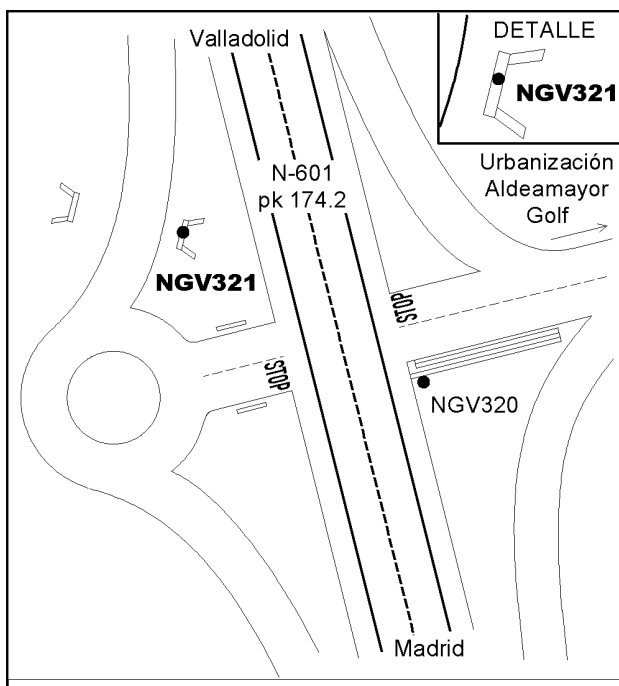 Valladolid
DETALLE
NGV321
Urbanización
Aldeamayor
Golf
N-601
pk 174.2
NGV321
STOP
STOP
NGV320
Madrid